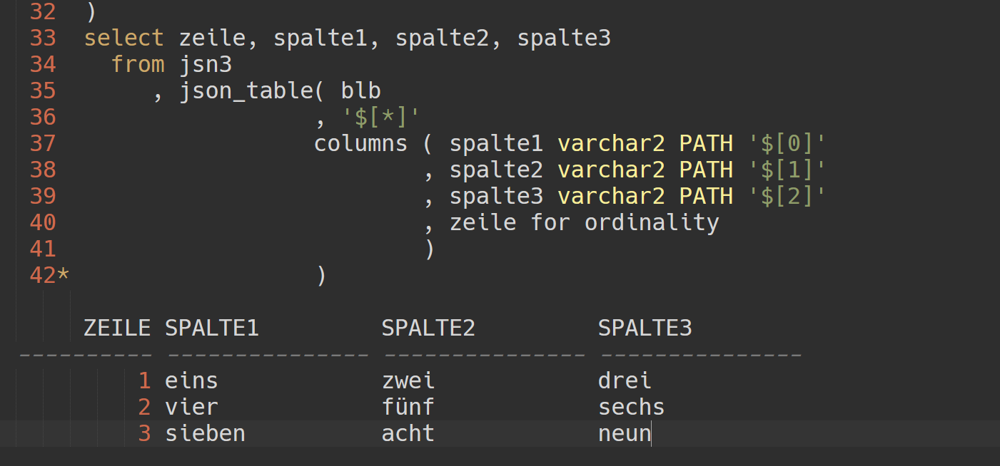 32  )
33  select zeile, spalte1, spalte2, spalte3
34    from jsn3
35       , json_table( blb
36                   , '$[*]'
37                   columns ( spalte1 varchar2 PATH '$[0]'
38                           , spalte2 varchar2 PATH '$[1]'
39                           , spalte3 varchar2 PATH '$[2]'
40                           , zeile for ordinality
41                           )
42*                  )
ZEILE SPALTE1         SPALTE2         SPALTE3
---------- --------------- --------------- ---------------
1 eins            zwei            drei
2 vier            fünf            sechs
3 sieben          acht            neun